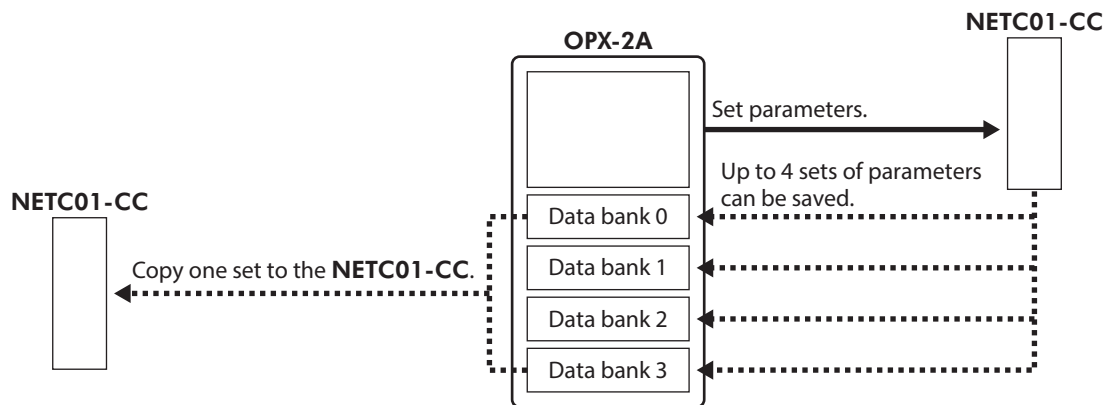 NETC01-CC
OPX-2A
Set parameters.
Up to 4 sets of parameters
can be saved.
NETC01-CC
Data bank 0
Copy one set to the NETC01-CC.
Data bank 1
Data bank 2
Data bank 3